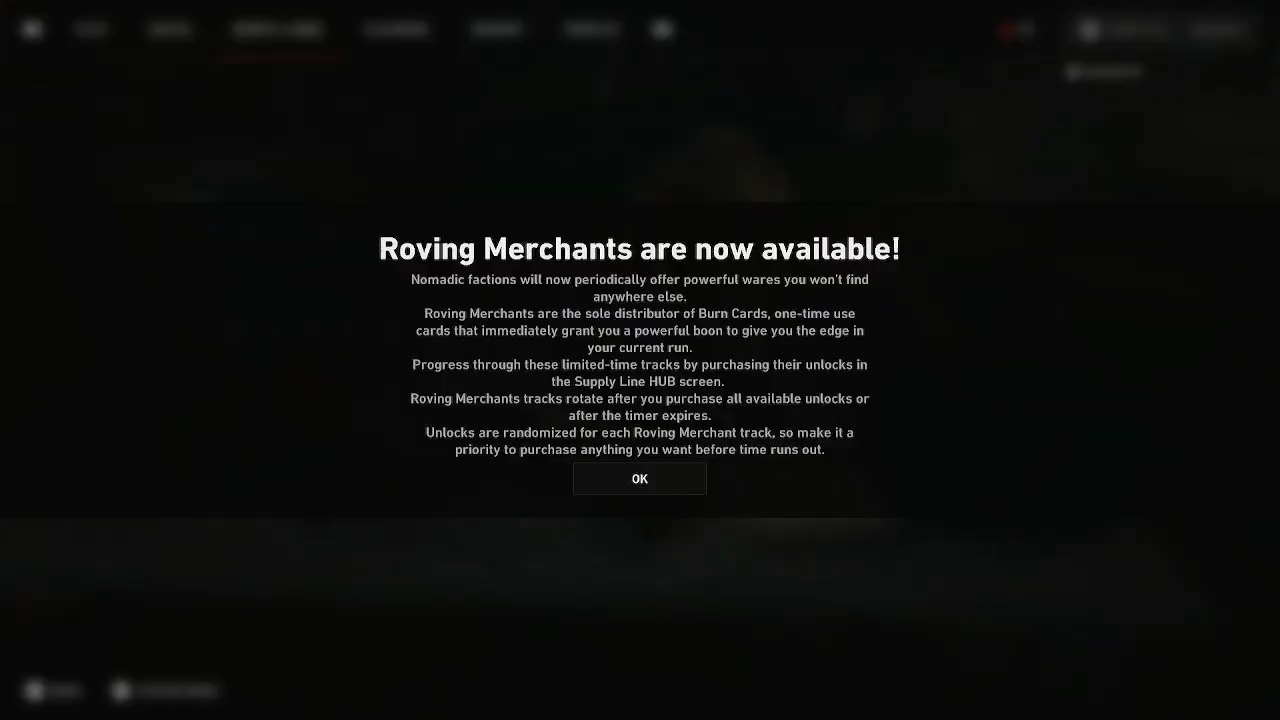 Roving Merchants are now available!
Nomadic factions will now periodically offer powerful wares you won't find
anywhere else.
Roving Merchants are the sole distributor of Burn Cards, one-time use
cards that immediately grant you a powerful boon to give you the edge in
your current run.
Progress through these limited-time tracks by purchasing their unlocks in
the Supply Line HUB screen.
Roving Merchants tracks rotate after you purchase all available unlocks or
after the timer expires.
Unlocks are randomized for each Roving Merchant track, so make it a
priority to purchase anything you want before time runs out.
OK